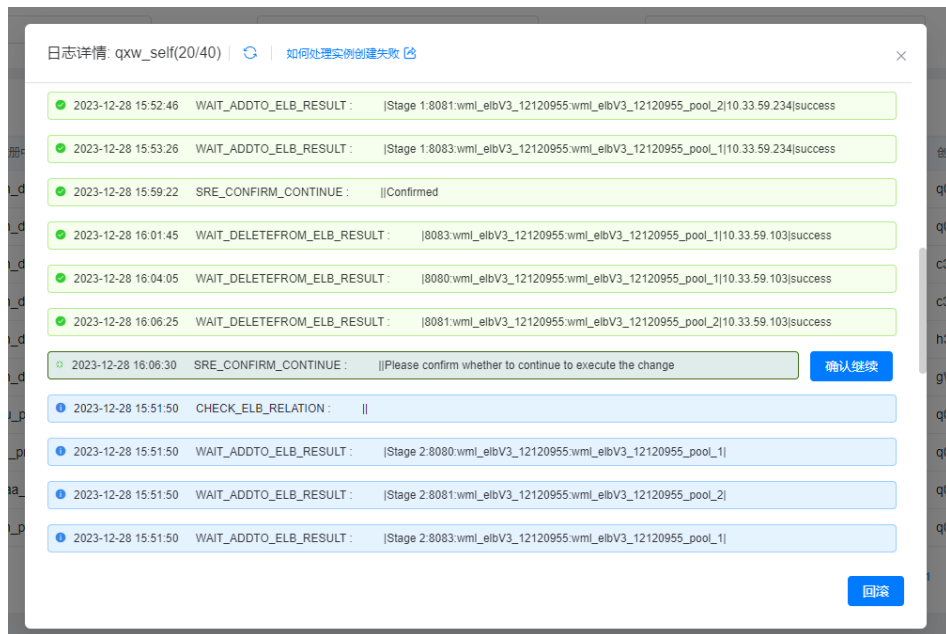 日志详情: qxw_self(20/40) 如何处理实例创建失败
2023-12-28 15:52:46 WAIT_ADDTO_ELB_RESULT : |Stage 1:8081:wml_elbV3_12120955:wml_elbV3_12120955_pool_2|10.33.59.234|success
2023-12-28 15:53:26 WAIT_ADDTO_ELB_RESULT : |Stage 1:8083:wml_elbV3_12120955:wml_elbV3_12120955_pool_1|10.33.59.234|success
2023-12-28 15:59:22 SRE_CONFIRM_CONTINUE : ||Confirmed
2023-12-28 16:01:45 WAIT_DELETEFROM_ELB_RESULT : |8083:wml_elbV3_12120955:wml_elbV3_12120955_pool_1|10.33.59.103|success
2023-12-28 16:04:05 WAIT_DELETEFROM_ELB_RESULT : |8080:wml_elbV3_12120955:wml_elbV3_12120955_pool_1|10.33.59.103|success
2023-12-28 16:06:25 WAIT_DELETEFROM_ELB_RESULT : |8081:wml_elbV3_12120955:wml_elbV3_12120955_pool_2|10.33.59.103|success
2023-12-28 16:06:30 SRE_CONFIRM_CONTINUE : ||Please confirm whether to continue to execute the change 确认继续
2023-12-28 15:51:50 CHECK_ELB_RELATION : ||
2023-12-28 15:51:50 WAIT_ADDTO_ELB_RESULT : |Stage 2:8080:wml_elbV3_12120955:wml_elbV3_12120955_pool_1|
2023-12-28 15:51:50 WAIT_ADDTO_ELB_RESULT : |Stage 2:8081:wml_elbV3_12120955:wml_elbV3_12120955_pool_2|
2023-12-28 15:51:50 WAIT_ADDTO_ELB_RESULT : |Stage 2:8083:wml_elbV3_12120955:wml_elbV3_12120955_pool_1|
回滚